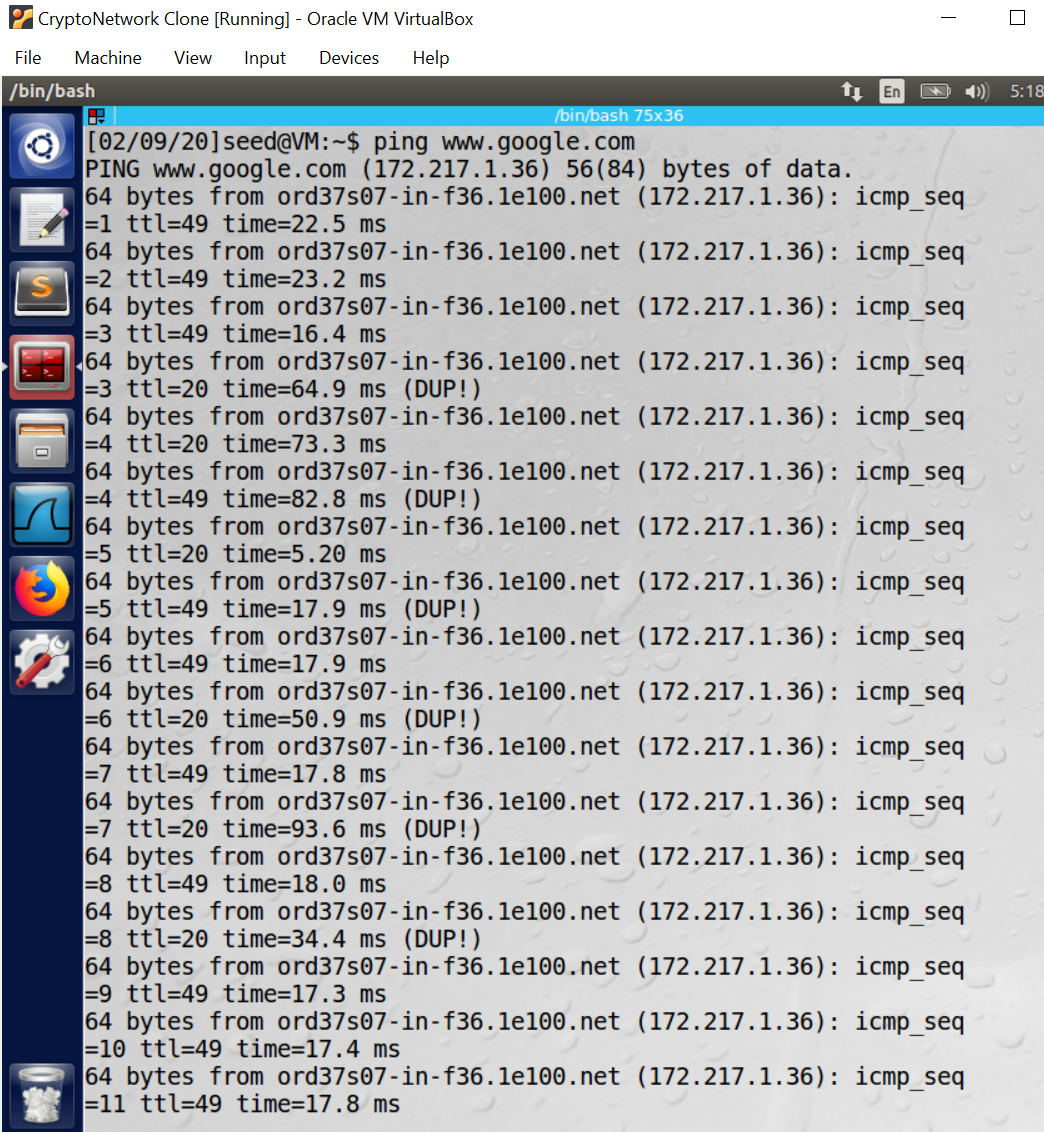 CryptoNetwork Clone [Running] - Oracle VM VirtualBox
File Machine View Input Devices Help
/bin/bash En 5:18
/bin/bash 75x36
[02/09/20]seed@VM:~$ ping www.google.com
PING www.google.com (172.217.1.36) 56(84) bytes of data.
64 bytes from ord37s07-in-f36.1e100.net (172.217.1.36): icmp_seq
=1 ttl=49 time=22.5 ms
64 bytes from ord37s07-in-f36.1e100.net (172.217.1.36): icmp_seq
=2 ttl=49 time=23.2 ms
64 bytes from ord37s07-in-f36.1e100.net (172.217.1.36): icmp_seq
=3 ttl=49 time=16.4 ms
64 bytes from ord37s07-in-f36.1e100.net (172.217.1.36): icmp_seq
=3 ttl=20 time=64.9 ms (DUP!)
64 bytes from ord37s07-in-f36.1e100.net (172.217.1.36): icmp_seq
=4 ttl=20 time=73.3 ms
64 bytes from ord37s07-in-f36.1e100.net (172.217.1.36): icmp_seq
=4 ttl=49 time=82.8 ms (DUP!)
64 bytes from ord37s07-in-f36.1e100.net (172.217.1.36): icmp_seq
=5 ttl=20 time=5.20 ms
64 bytes from ord37s07-in-f36.1e100.net (172.217.1.36): icmp_seq
=5 ttl=49 time=17.9 ms (DUP!)
64 bytes from ord37s07-in-f36.1e100.net (172.217.1.36): icmp_seq
=6 ttl=49 time=17.9 ms
64 bytes from ord37s07-in-f36.1e100.net (172.217.1.36): icmp_seq
=6 ttl=20 time=50.9 ms (DUP!)
64 bytes from ord37s07-in-f36.1e100.net (172.217.1.36): icmp_seq
=7 ttl=49 time=17.8 ms
64 bytes from ord37s07-in-f36.1e100.net (172.217.1.36): icmp_seq
=7 ttl=20 time=93.6 ms (DUP!)
64 bytes from ord37s07-in-f36.1e100.net (172.217.1.36): icmp_seq
=8 ttl=49 time=18.0 ms
64 bytes from ord37s07-in-f36.1e100.net (172.217.1.36): icmp_seq
=8 ttl=20 time=34.4 ms (DUP!)
64 bytes from ord37s07-in-f36.1e100.net (172.217.1.36): icmp_seq
=9 ttl=49 time=17.3 ms
64 bytes from ord37s07-in-f36.1e100.net (172.217.1.36): icmp_seq
=10 ttl=49 time=17.4 ms
64 bytes from ord37s07-in-f36.1e100.net (172.217.1.36): icmp_seq
=11 ttl=49 time=17.8 ms